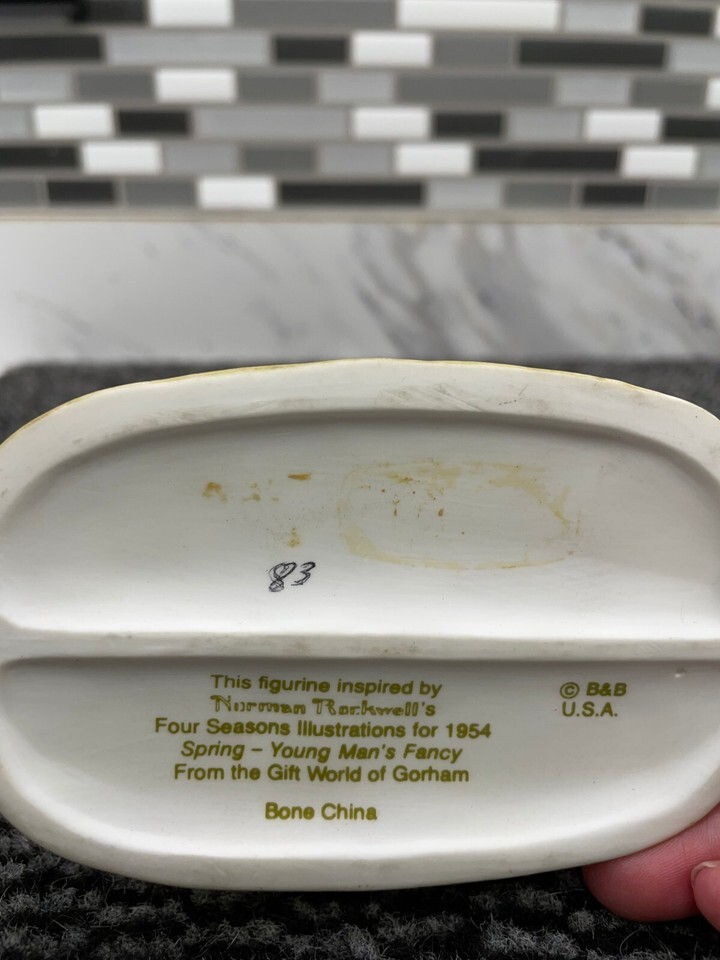 83
This figurine inspired by
Norman Rockwell's
Four Seasons Illustrations for 1954
Spring – Young Man's Fancy
From the Gift World of Gorham
Bone China
© B&B
U.S.A.